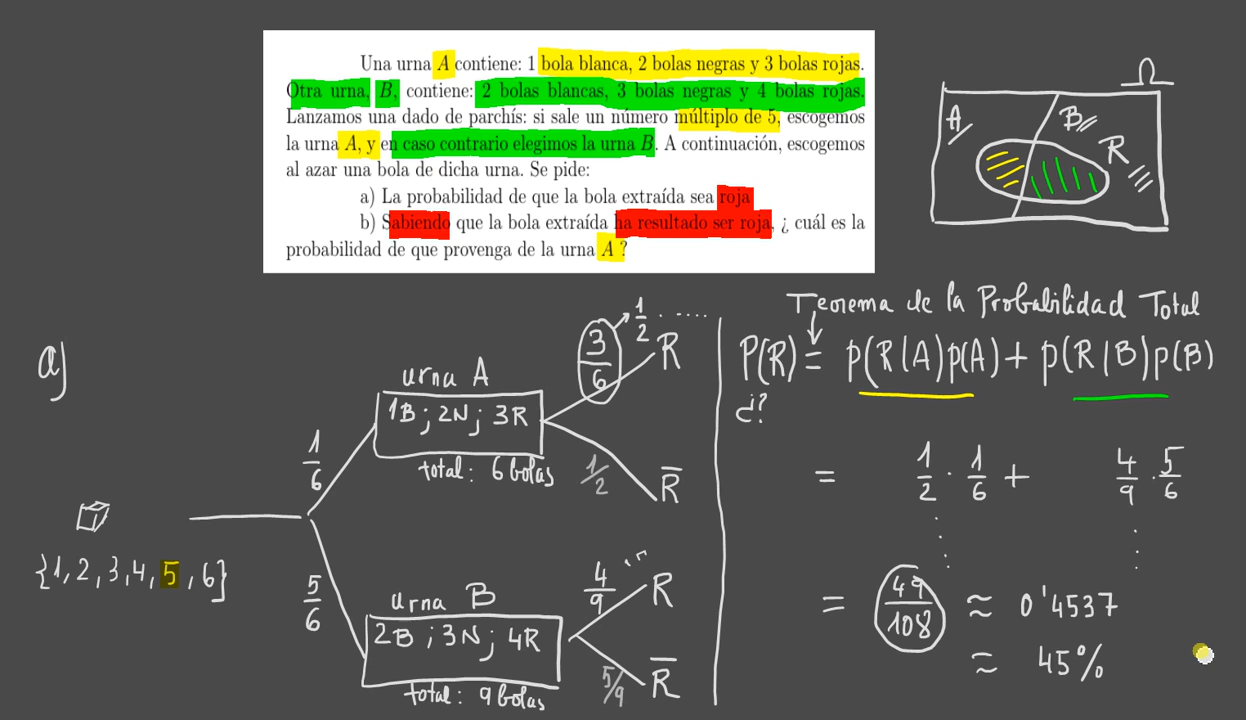 Una urna A contiene: 1 bola blanca, 2 bolas negras y 3 bolas rojas.
Otra urna, B, contiene: 2 bolas blancas, 3 bolas negras y 4 bolas rojas.
Lanzamos una dado de parchís: si sale un número múltiplo de 5, escogemos
la urna A, y en caso contrario elegimos la urna B. A continuación, escogemos
al azar una bola de dicha urna. Se pide:
a) La probabilidad de que la bola extraída sea roja
b) Sabiendo que la bola extraída ha resultado ser roja, ¿ cuál es la
probabilidad de que provenga de la urna A ?
Ω
A
B
R
a)
{1, 2, 3, 4, 5, 6}
1/6
5/6
urna A
1B ; 2N ; 3R
total: 6 bolas
3/6
1/2 .....
R
1/2
R̅
urna B
2B ; 3N ; 4R
total: 9 bolas
4/9
R
5/9
R̅
Teorema de la Probabilidad Total
P(R) = p(R|A)p(A) + p(R|B)p(B)
¿?
= 1/2 · 1/6 + 4/9 · 5/6
= 49/108 ≈ 0'4537
≈ 45%